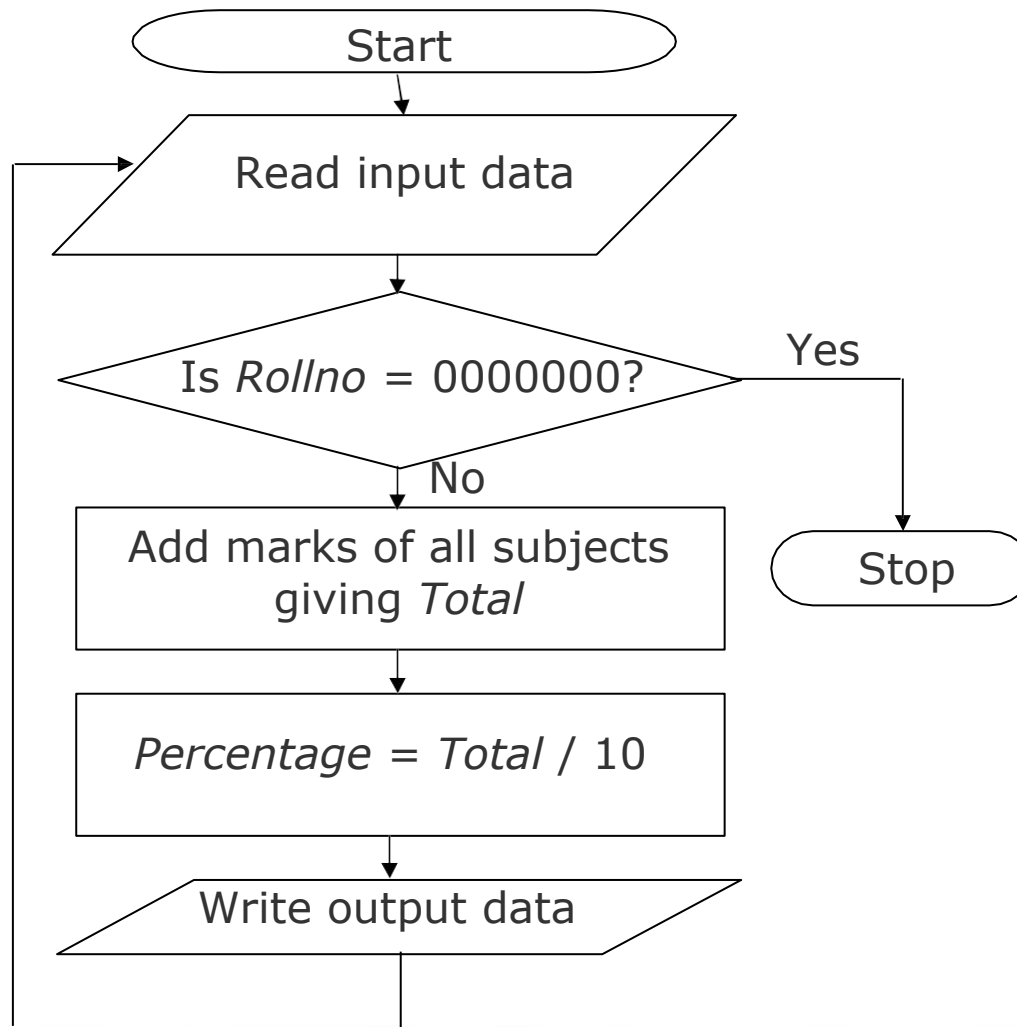 Start
Read input data
Is Rollno = 0000000?
Yes
No
Add marks of all subjects
giving Total
Stop
Percentage = Total / 10
Write output data